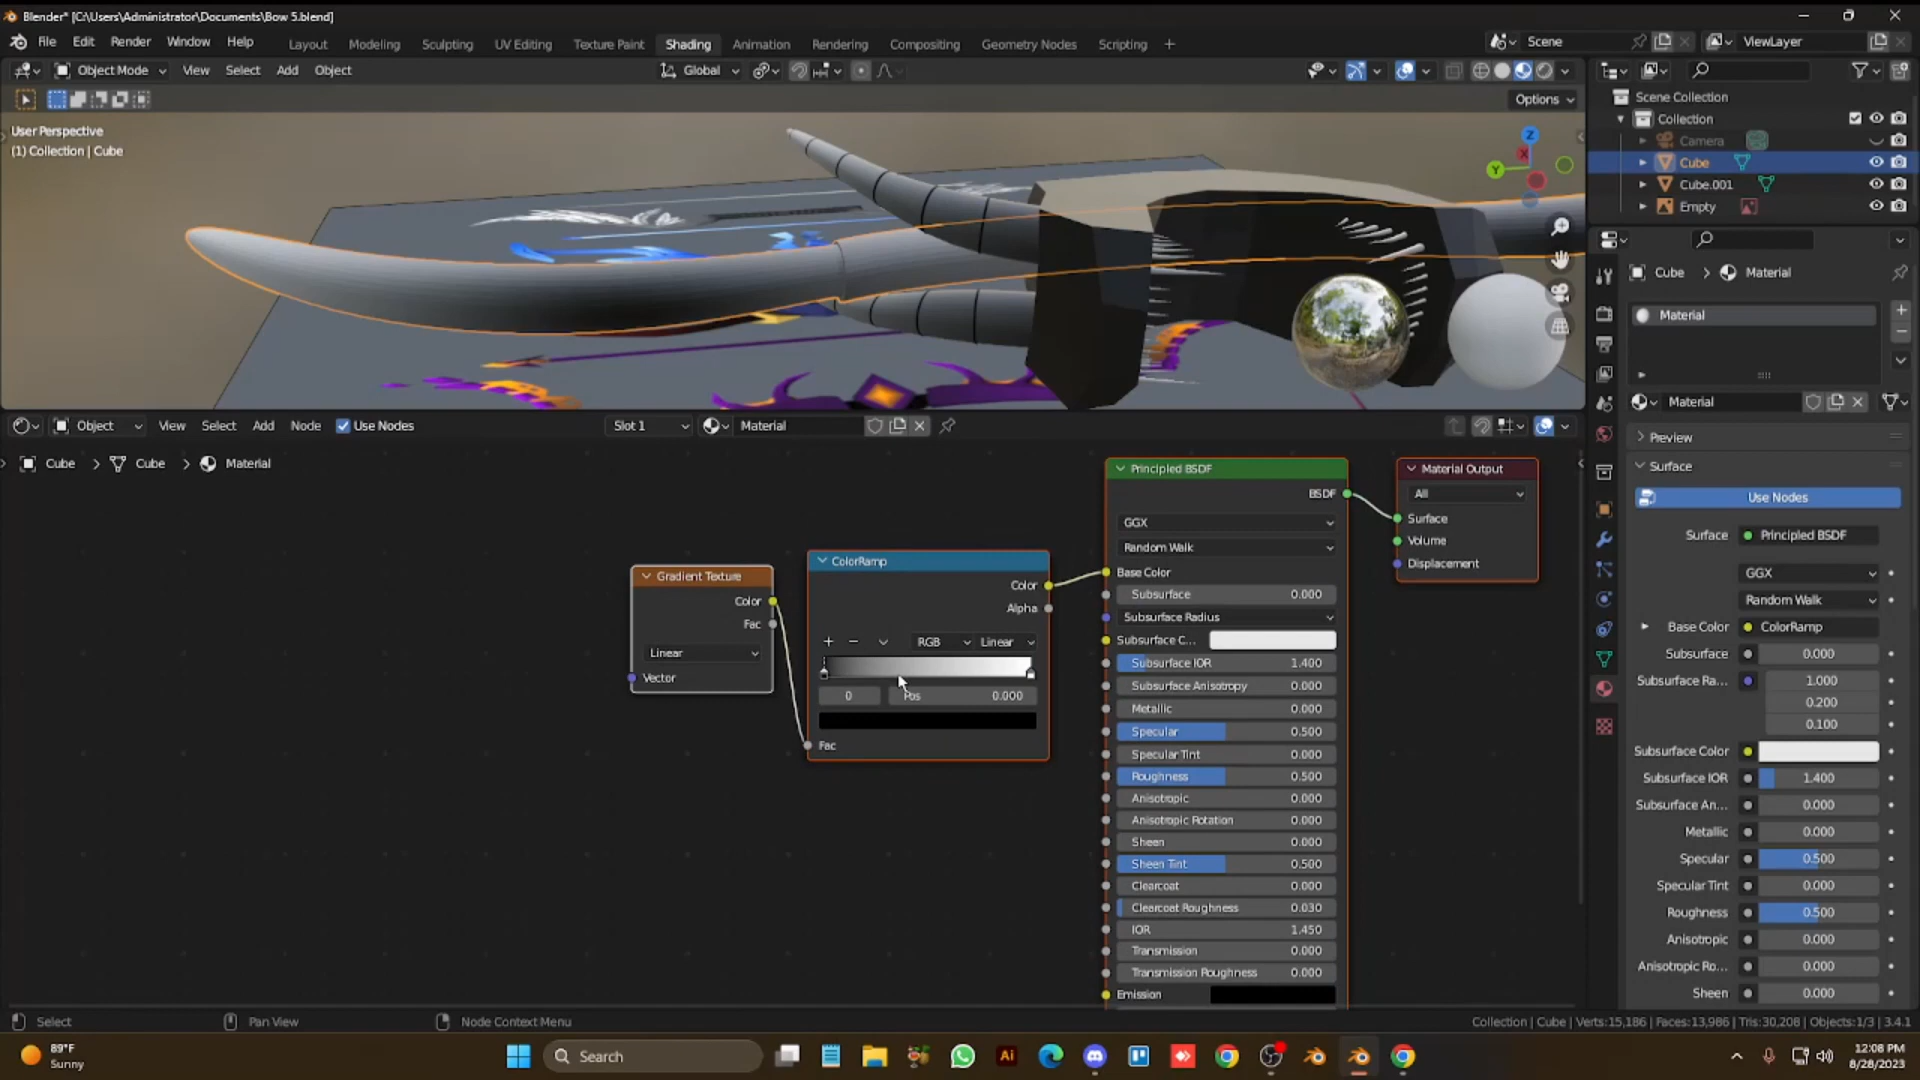 Blender* [C:\Users\Administrator\Documents\Bow 5.blend]
File Edit Render Window Help
Layout Modeling Sculpting UV Editing Texture Paint Shading Animation Rendering Compositing Geometry Nodes Scripting +
Scene
ViewLayer
Object Mode View Select Add Object
Global
Options
User Perspective
(1) Collection | Cube
Z
Y
X
Scene Collection
Collection
Camera
Cube
Cube.001
Empty
Cube > Material
Material
Material
Preview
Surface
Use Nodes
Surface Principled BSDF
GGX
Random Walk
Base Color ColorRamp
Subsurface 0.000
Subsurface Ra... 1.000
0.200
0.100
Subsurface Color
Subsurface IOR 1.400
Subsurface An... 0.000
Metallic 0.000
Specular 0.500
Specular Tint 0.000
Roughness 0.500
Anisotropic 0.000
Anisotropic Ro... 0.000
Sheen 0.000
Object View Select Add Node Use Nodes
Slot 1
Material
Cube > Cube > Material
Gradient Texture
Color
Fac
Linear
Vector
ColorRamp
Color
Alpha
+ − RGB Linear
0 Pos 0.000
Fac
Principled BSDF
BSDF
GGX
Random Walk
Base Color
Subsurface 0.000
Subsurface Radius
Subsurface C...
Subsurface IOR 1.400
Subsurface Anisotropy 0.000
Metallic 0.000
Specular 0.500
Specular Tint 0.000
Roughness 0.500
Anisotropic 0.000
Anisotropic Rotation 0.000
Sheen 0.000
Sheen Tint 0.500
Clearcoat 0.000
Clearcoat Roughness 0.030
IOR 1.450
Transmission 0.000
Transmission Roughness 0.000
Emission
Material Output
All
Surface
Volume
Displacement
Select
Pan View
Node Context Menu
Collection | Cube | Verts:15,186 | Faces:13,986 | Tris:30,208 | Objects:1/3 | 3.4.1
89°F
Sunny
Search
Ai
12:08 PM
8/28/2023